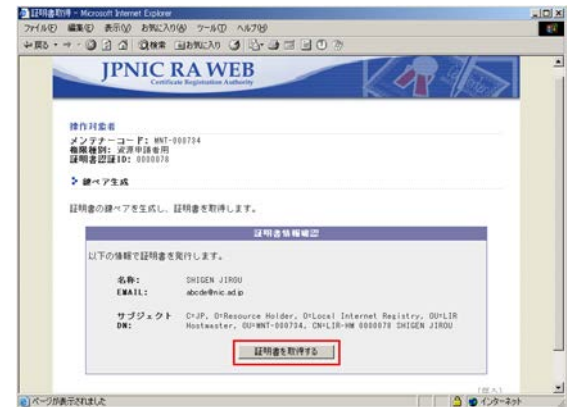 証明書取得 - Microsoft Internet Explorer
ファイル(F) 編集(E) 表示(V) お気に入り(A) ツール(T) ヘルプ(H)
戻る 検索 お気に入り
JPNIC RA WEB
Certificate Registration Authority
操作対象者
メンテナーコード: MNT-000734
権限種別: 資源申請者用
証明書認証ID: 0000078
鍵ペア生成
証明書の鍵ペアを生成し、証明書を取得します。
証明書情報確認
以下の情報で証明書を発行します。
名称: SHIGEN JIROU
EMAIL: abcde@nic.ad.jp
サブジェクト C=JP, O=Resource Holder, O=Local Internet Registry, OU=LIR
DN: Hostmaster, OU=MNT-000734, CN=LIR-HM 0000078 SHIGEN JIROU
証明書を取得する
ページが表示されました インターネット